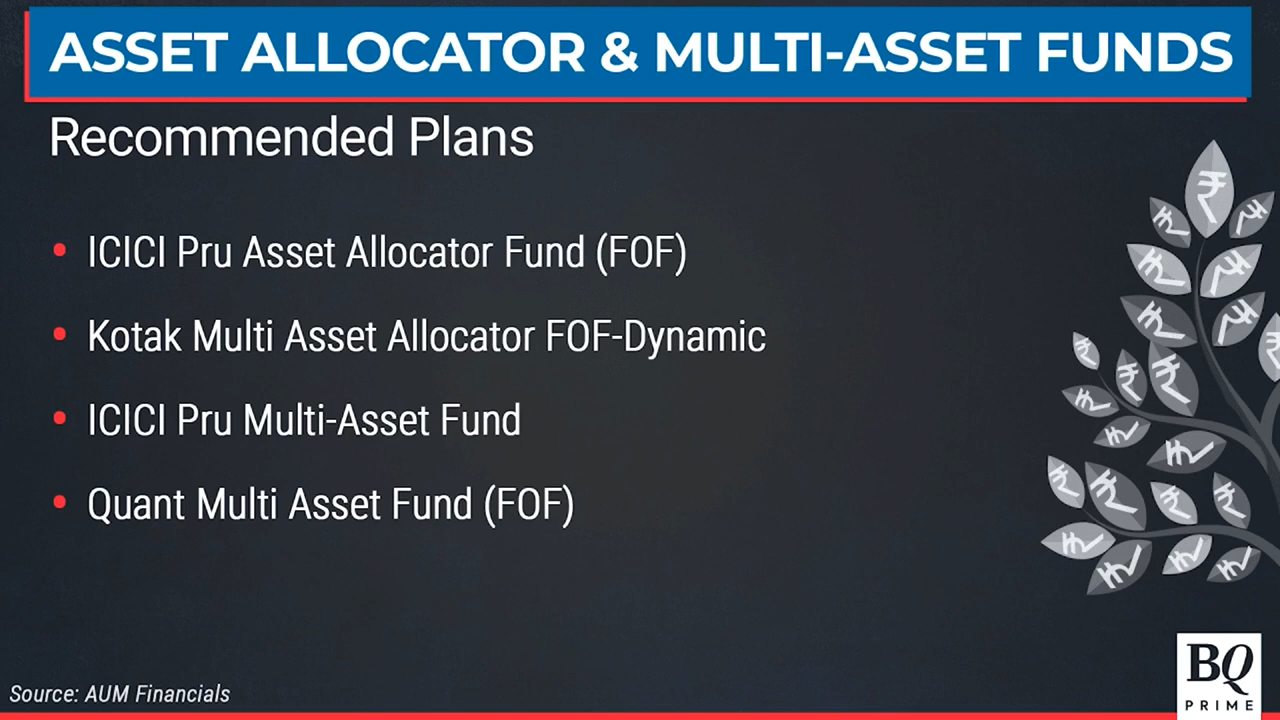 ASSET ALLOCATOR & MULTI-ASSET FUNDS
Recommended Plans
• ICICI Pru Asset Allocator Fund (FOF)
• Kotak Multi Asset Allocator FOF-Dynamic
• ICICI Pru Multi-Asset Fund
• Quant Multi Asset Fund (FOF)
Source: AUM Financials
BQ
PRIME